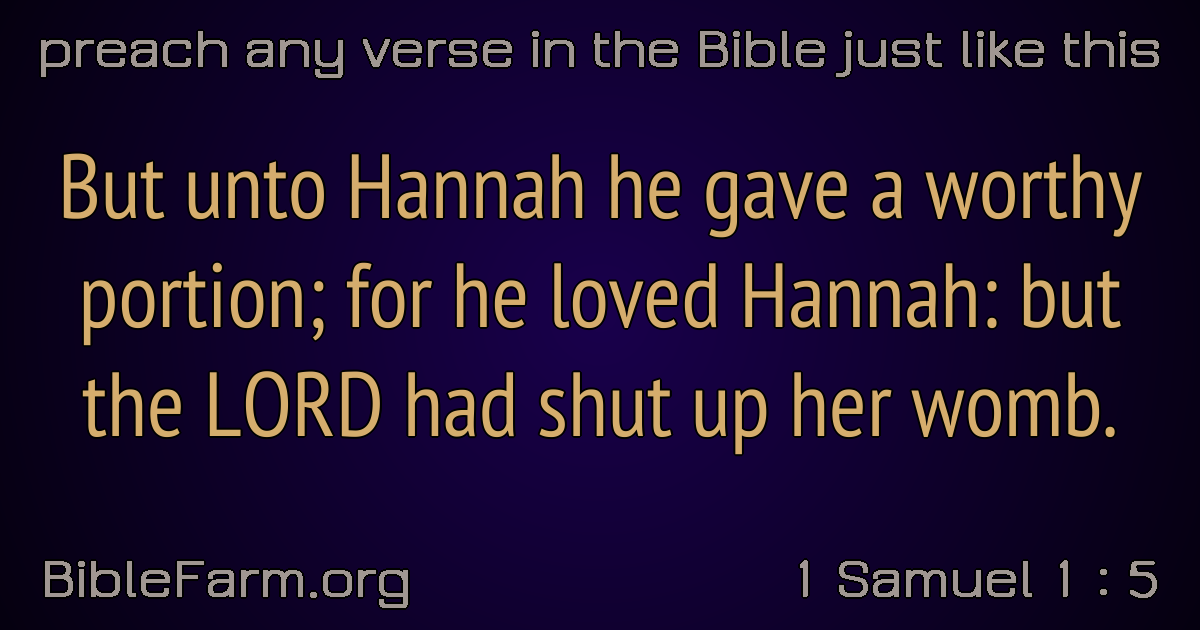 preach any verse in the Bible just like this
But unto Hannah he gave a worthy
portion; for he loved Hannah: but
the LORD had shut up her womb.
BibleFarm.org
1 Samuel 1 : 5